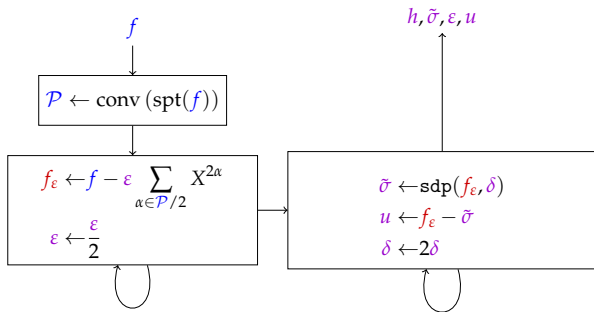 f
h, σ̃, ε, u
𝒫 ← conv (spt(f))
f_ε ← f − ε ∑_{α∈𝒫/2} X^{2α}
ε ← ε/2
σ̃ ← sdp(f_ε, δ)
u ← f_ε − σ̃
δ ← 2δ